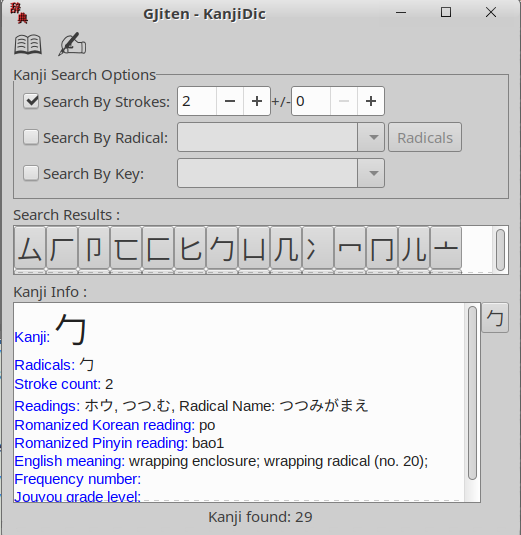 辞
典
GJiten - KanjiDic
Kanji Search Options
Search By Strokes: 2 +/- 0
Search By Radical: Radicals
Search By Key:
Search Results :
厶 厂 卩 匸 匚 匕 勹 凵 几 冫 冖 冂 儿 亠
Kanji Info :
Kanji: 勹
勹
Radicals: 勹
Stroke count: 2
Readings: ホウ, つつ.む, Radical Name: つつみがまえ
Romanized Korean reading: po
Romanized Pinyin reading: bao1
English meaning: wrapping enclosure; wrapping radical (no. 20);
Frequency number:
Jouyou grade level:
Kanji found: 29